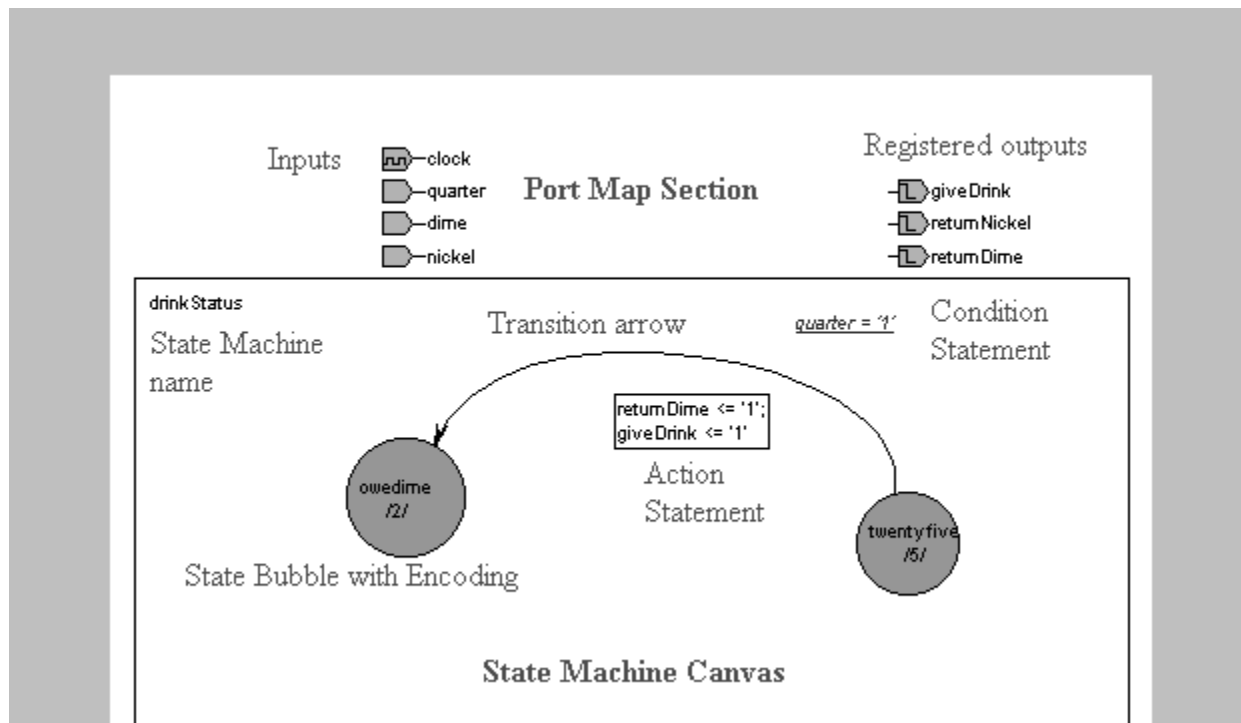 Inputs
clock
quarter
dime
nickel
Port Map Section
Registered outputs
giveDrink
returnNickel
returnDime
drinkStatus
State Machine
name
Transition arrow
quarter = '1'
Condition
Statement
returnDime <= '1';
giveDrink <= '1'
Action
Statement
owedime
/2/
twentyfive
/5/
State Bubble with Encoding
State Machine Canvas